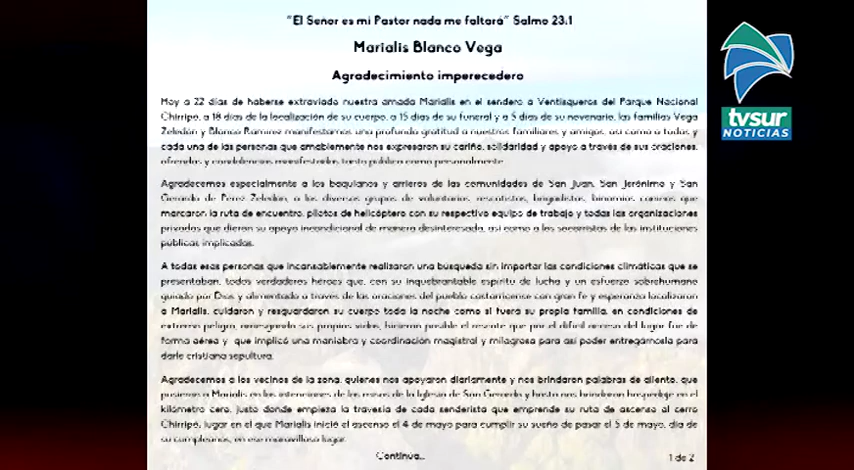 "El Señor es mi Pastor nada me faltará" Salmo 23.1
Marialis Blanco Vega
Agradecimiento imperecedero
Hoy a 22 días de haberse extraviado nuestra amada Marialis en el sendero a Ventisqueros del Parque Nacional
Chirripó, a 18 días de la localización de su cuerpo, a 15 días de su funeral y a 5 días de su novenario, las familias Vega
Zeledón y Blanco Ramírez manifestamos una profunda gratitud a nuestros familiares y amigos, así como a todas y
cada una de las personas que amablemente nos expresaron su cariño, solidaridad y apoyo a través de sus oraciones,
ofrendas y condolencias manifestadas tanto público como personalmente.
Agradecemos especialmente a los baquianos y arrieros de las comunidades de San Juan, San Jerónimo y San
Gerardo de Pérez Zeledón, a los diversos grupos de voluntarios, rescatistas, brigadistas, binomios caninos que
marcaron la ruta de encuentro, pilotos de helicóptero con su respectivo equipo de trabajo y todas las organizaciones
privadas que dieron su apoyo incondicional de manera desinteresada, así como a los socorristas de las instituciones
públicas implicadas.
A todas esas personas que incansablemente realizaron una búsqueda sin importar las condiciones climáticas que se
presentaban, todos verdaderos héroes que, con su inquebrantable espíritu de lucha y un esfuerzo sobrehumano
guiado por Dios y alimentado a través de las oraciones del pueblo costarricense con gran fe y esperanza localizaron
a Marialis, cuidaron y resguardaron su cuerpo toda la noche como si fuera su propia familia, en condiciones de
extremo peligro, arriesgando sus propias vidas, hicieron posible el rescate que por el difícil acceso del lugar fue de
forma aérea y que implicó una maniobra y coordinación magistral y milagrosa para así poder entregárnosla para
darle cristiana sepultura.
Agradecemos a los vecinos de la zona, quienes nos apoyaron diariamente y nos brindaron palabras de aliento, que
pusieron a Marialis en las intenciones de las misas de la Iglesia de San Gerardo y hasta nos brindaron hospedaje en el
kilómetro cero, justo donde empieza la travesía de cada senderista que emprende su ruta de ascenso al cerro
Chirripó, lugar en el que Marialis inició el ascenso el 4 de mayo para cumplir su sueño de pasar el 5 de mayo, día de
su cumpleaños, en ese maravilloso lugar.
Continúa...
1 de 2
tvsur
NOTICIAS